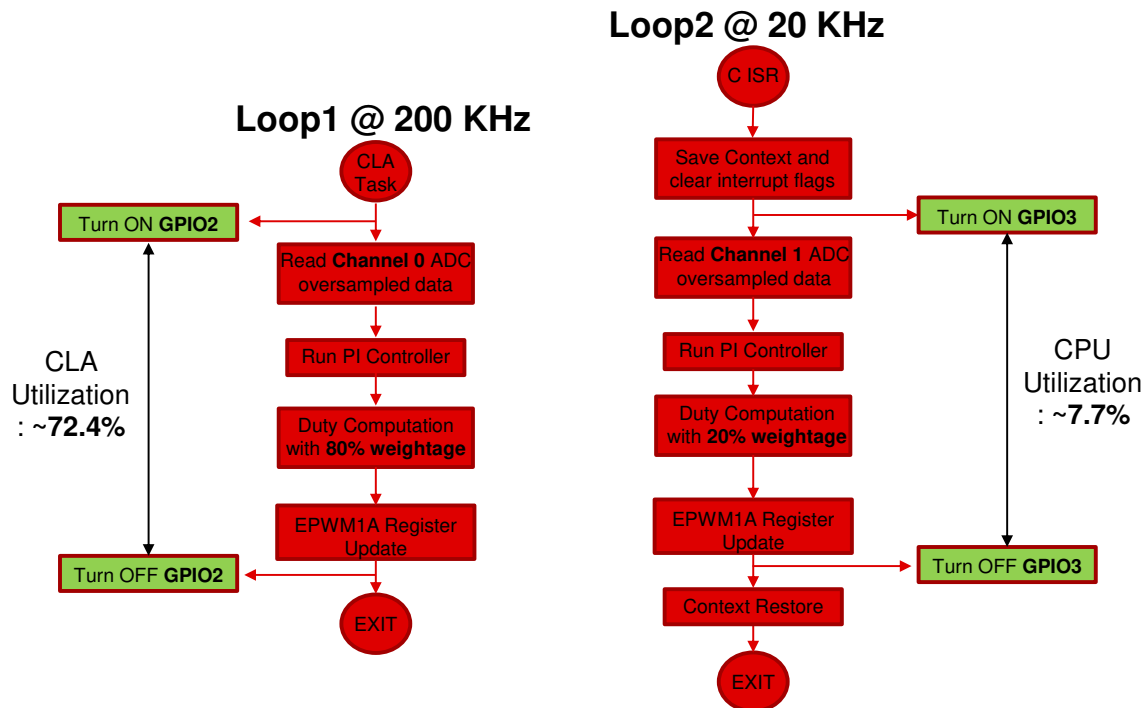 Loop2 @ 20 KHz
C ISR
Loop1 @ 200 KHz
CLA
Task
Save Context and
clear interrupt flags
Turn ON GPIO2
Turn ON GPIO3
Read Channel 0 ADC
oversampled data
Read Channel 1 ADC
oversampled data
Run PI Controller
Run PI Controller
CLA
Utilization
: ~72.4%
CPU
Utilization
: ~7.7%
Duty Computation
with 80% weightage
Duty Computation
with 20% weightage
EPWM1A Register
Update
EPWM1A Register
Update
Turn OFF GPIO2
Turn OFF GPIO3
EXIT
Context Restore
EXIT